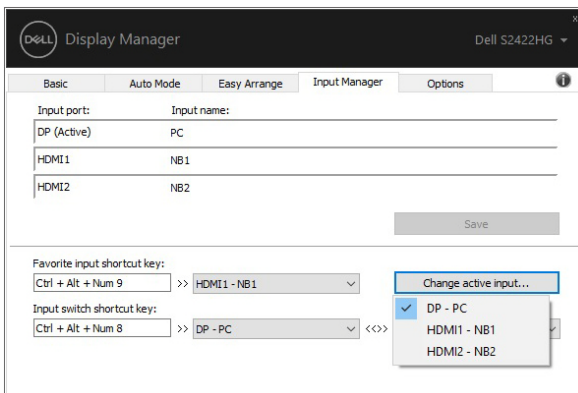 DELL Display Manager Dell S2422HG
Basic Auto Mode Easy Arrange Input Manager Options
Input port: Input name:
DP (Active) PC
HDMI1 NB1
HDMI2 NB2
Save
Favorite input shortcut key:
Ctrl + Alt + Num 9 >> HDMI1 - NB1 Change active input...
Input switch shortcut key:
Ctrl + Alt + Num 8 >> DP - PC <<>>
DP - PC
HDMI1 - NB1
HDMI2 - NB2